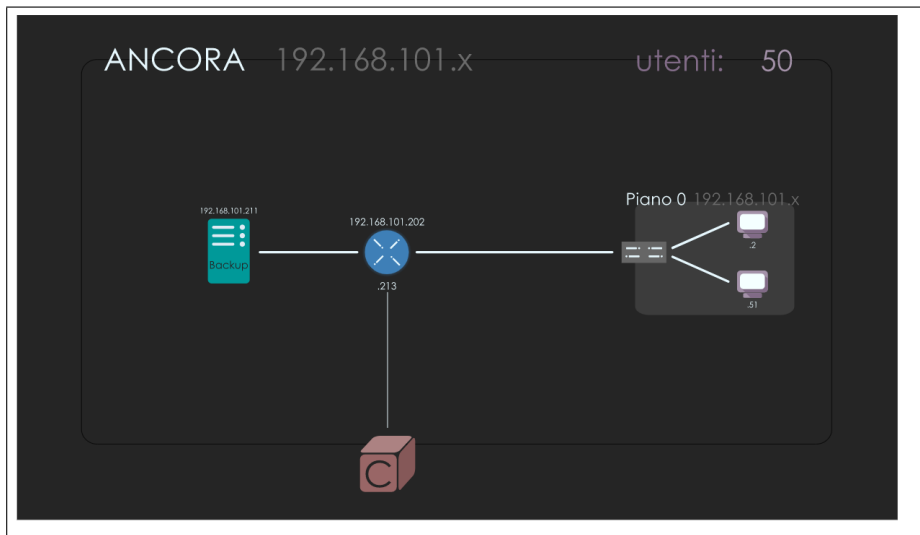 ANCORA 192.168.101.x utenti: 50
Piano 0 192.168.101.x
192.168.101.211
192.168.101.202
.2
Backup
.213
.51
C